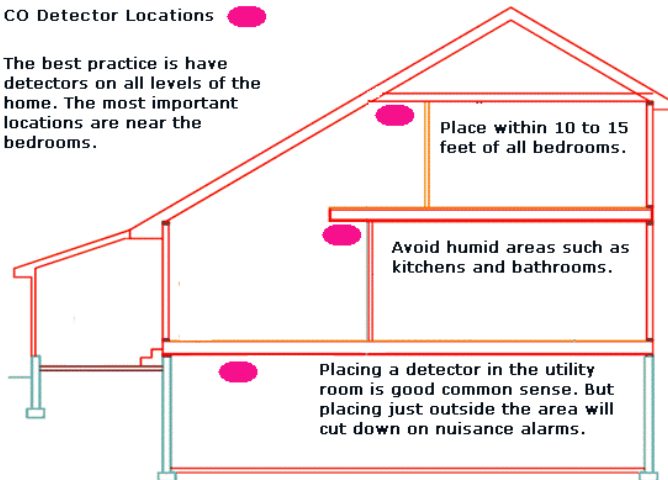 CO Detector Locations
The best practice is have
detectors on all levels of the
home. The most important
locations are near the
bedrooms.
Place within 10 to 15
feet of all bedrooms.
Avoid humid areas such as
kitchens and bathrooms.
Placing a detector in the utility
room is good common sense. But
placing just outside the area will
cut down on nuisance alarms.